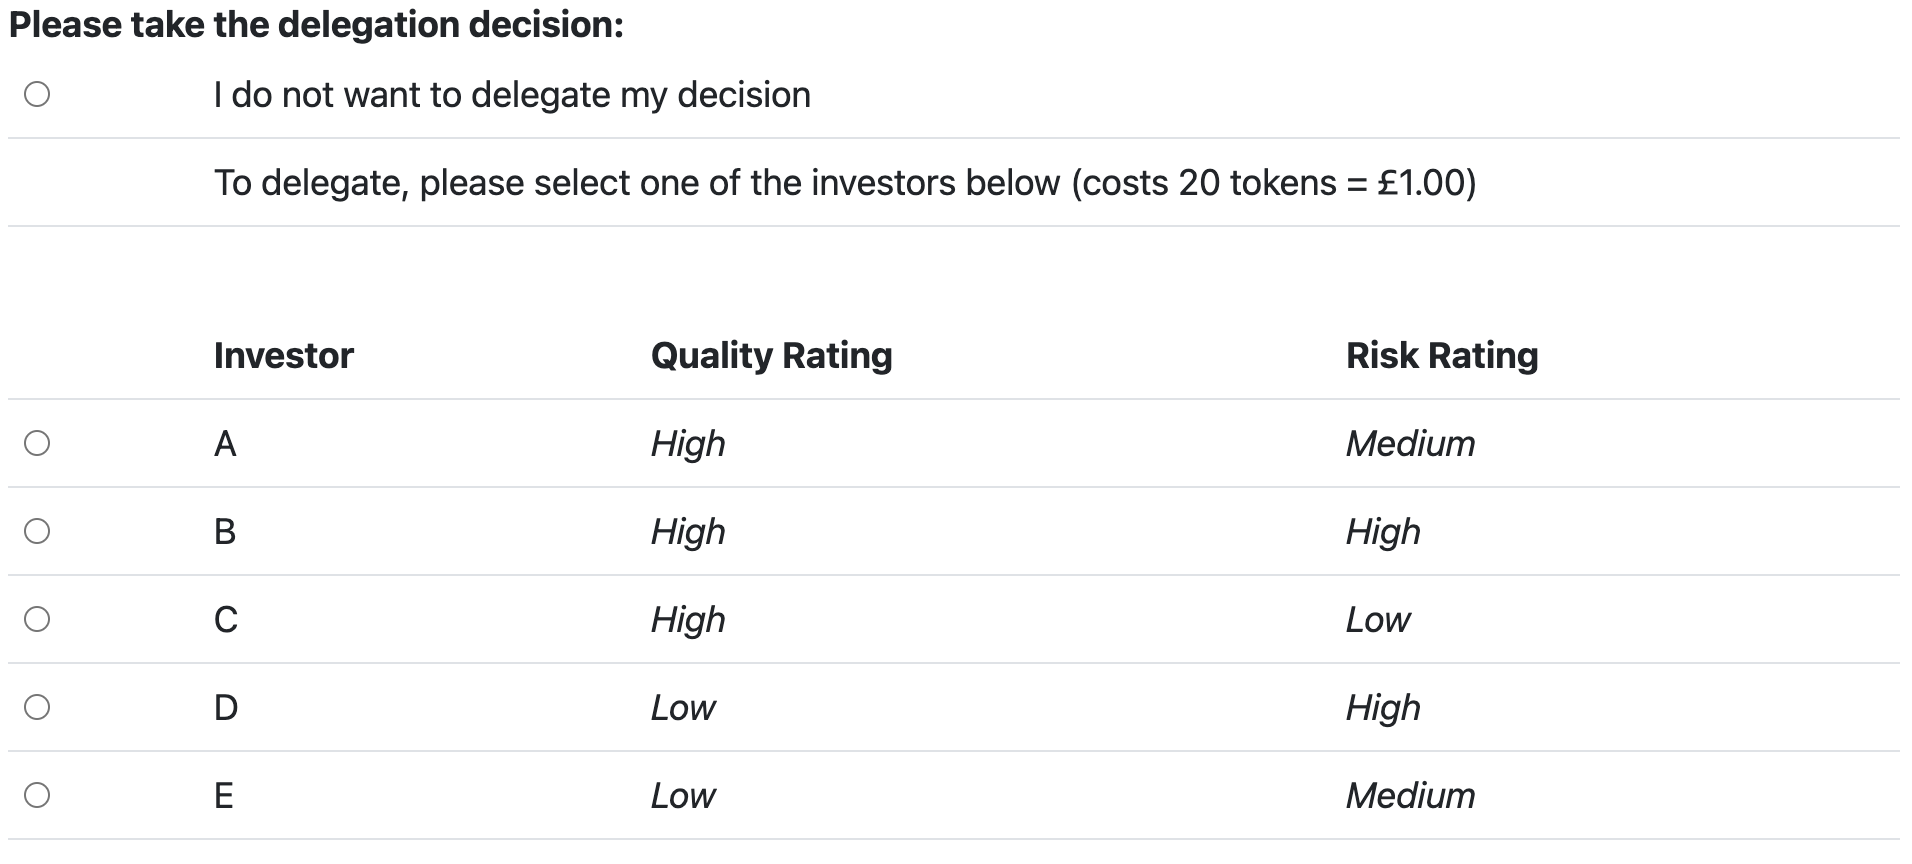 Please take the delegation decision:
I do not want to delegate my decision
To delegate, please select one of the investors below (costs 20 tokens = £1.00)
Investor Quality Rating Risk Rating
A High Medium
B High High
C High Low
D Low High
E Low Medium